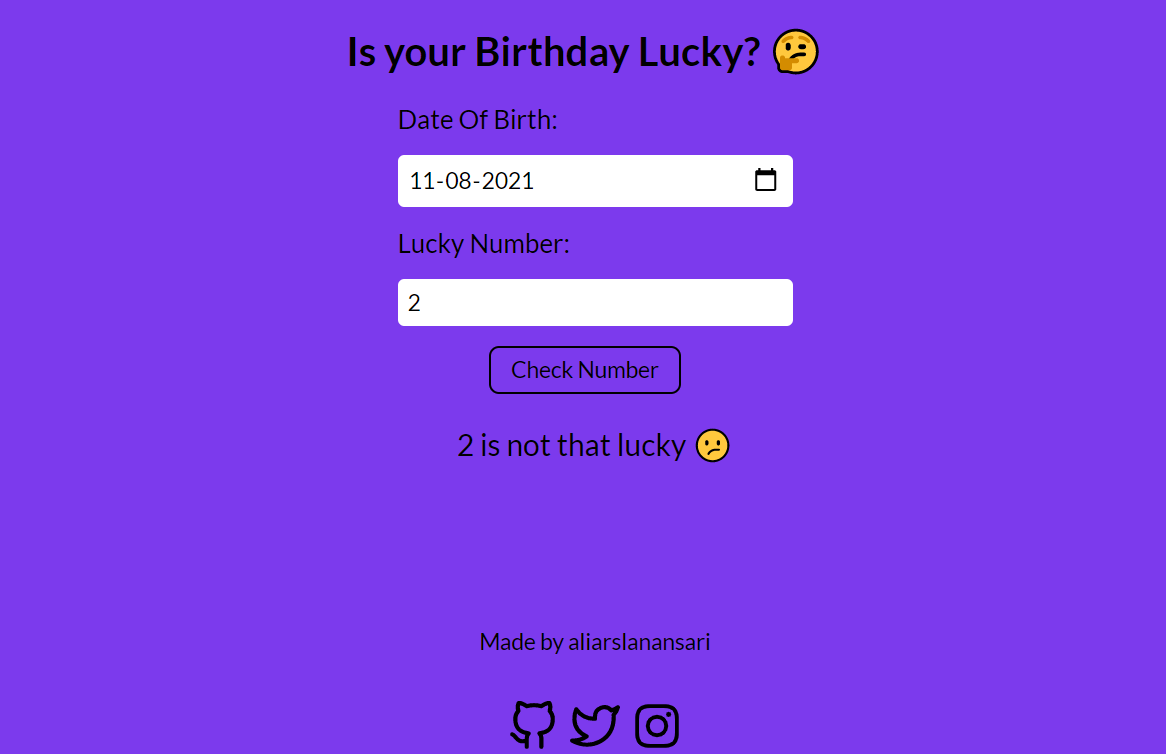 Is your Birthday Lucky? 🤔
Date Of Birth:
11-08-2021
Lucky Number:
2
Check Number
2 is not that lucky 😕
Made by aliarslanansari